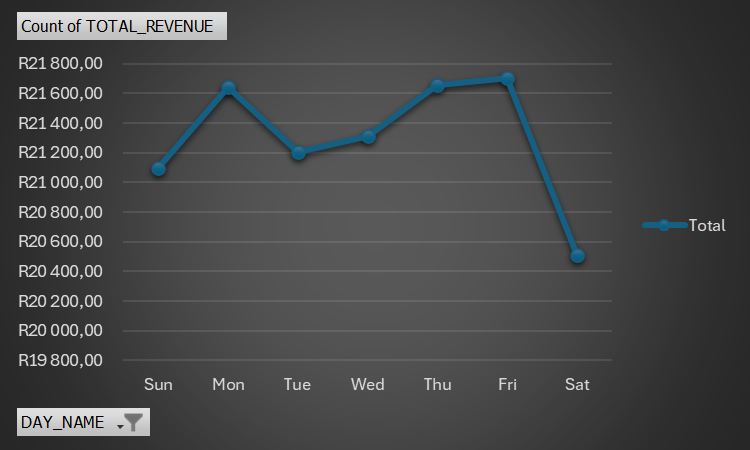 Count of TOTAL_REVENUE
R21 800,00
R21 600,00
R21 400,00
R21 200,00
R21 000,00
R20 800,00
R20 600,00
R20 400,00
R20 200,00
R20 000,00
R19 800,00
Sun Mon Tue Wed Thu Fri Sat
Total
DAY_NAME